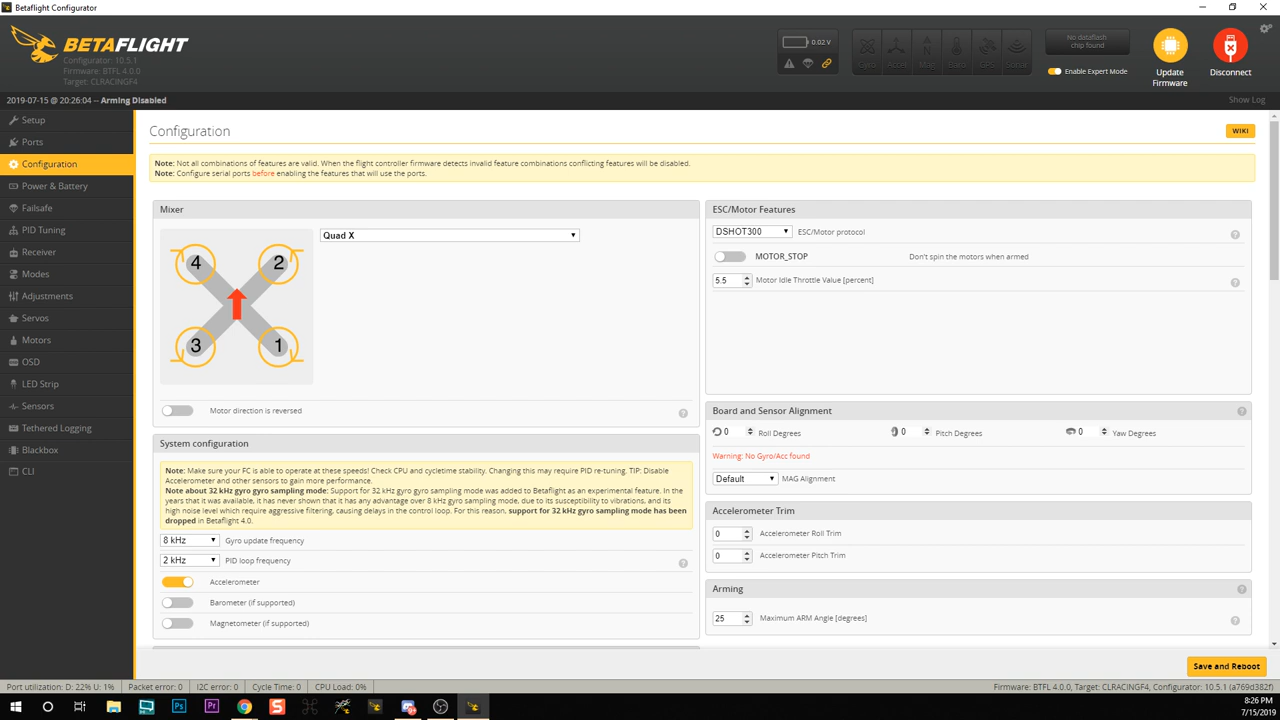 Betaflight Configurator
BETAFLIGHT
Configurator: 10.5.1
Firmware: BTFL 4.0.0
Target: CLRACINGF4
0.02 V
Gyro Accel Mag Baro GPS Sonar
No dataflash
chip found
Enable Expert Mode
Update
Firmware
Disconnect
2019-07-15 @ 20:26:04 -- Arming Disabled
Show Log
Setup
Ports
Configuration
Power & Battery
Failsafe
PID Tuning
Receiver
Modes
Adjustments
Servos
Motors
OSD
LED Strip
Sensors
Tethered Logging
Blackbox
CLI
Configuration
WIKI
Note: Not all combinations of features are valid. When the flight controller firmware detects invalid feature combinations conflicting features will be disabled.
Note: Configure serial ports before enabling the features that will use the ports.
Mixer
Quad X
4 2
3 1
Motor direction is reversed
System configuration
Note: Make sure your FC is able to operate at these speeds! Check CPU and cycletime stability. Changing this may require PID re-tuning. TIP: Disable
Accelerometer and other sensors to gain more performance.
Note about 32 kHz gyro gyro sampling mode: Support for 32 kHz gyro gyro sampling mode was added to Betaflight as an experimental feature. In the
years that it was available, it has never shown that it has any advantage over 8 kHz gyro sampling mode, due to its susceptibility to vibrations, and its
high noise level which require aggressive filtering, causing delays in the control loop. For this reason, support for 32 kHz gyro sampling mode has been
dropped in Betaflight 4.0.
8 kHz Gyro update frequency
2 kHz PID loop frequency
Accelerometer
Barometer (if supported)
Magnetometer (if supported)
ESC/Motor Features
DSHOT300 ESC/Motor protocol
MOTOR_STOP Don't spin the motors when armed
5.5 Motor Idle Throttle Value [percent]
Board and Sensor Alignment
0 Roll Degrees 0 Pitch Degrees 0 Yaw Degrees
Warning: No Gyro/Acc found
Default MAG Alignment
Accelerometer Trim
0 Accelerometer Roll Trim
0 Accelerometer Pitch Trim
Arming
25 Maximum ARM Angle [degrees]
Save and Reboot
Port utilization: D: 22% U: 1% Packet error: 0 I2C error: 0 Cycle Time: 0 CPU Load: 0% Firmware: BTFL 4.0.0, Target: CLRACINGF4, Configurator: 10.5.1 (a769d382f)
Ps Pr S
8:26 PM
7/15/2019